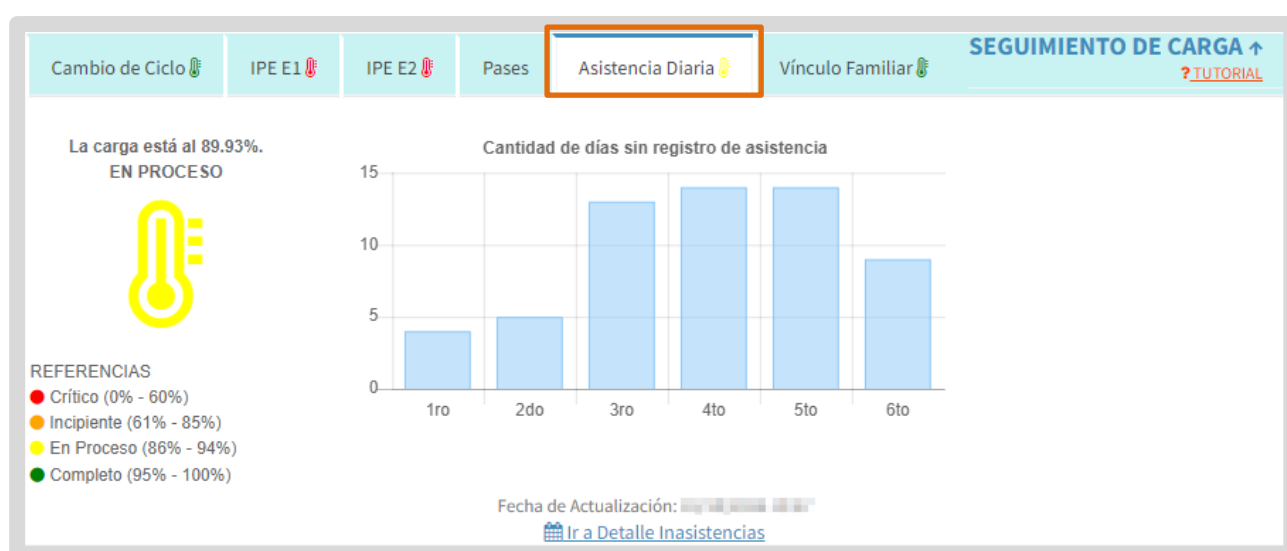 Cambio de Ciclo
IPE E1
IPE E2
Pases
Asistencia Diaria
Vínculo Familiar
SEGUIMIENTO DE CARGA ↑
?TUTORIAL
La carga está al 89.93%.
EN PROCESO
REFERENCIAS
Crítico (0% - 60%)
Incipiente (61% - 85%)
En Proceso (86% - 94%)
Completo (95% - 100%)
Cantidad de días sin registro de asistencia
15
10
5
0
1ro 2do 3ro 4to 5to 6to
Fecha de Actualización:
Ir a Detalle Inasistencias